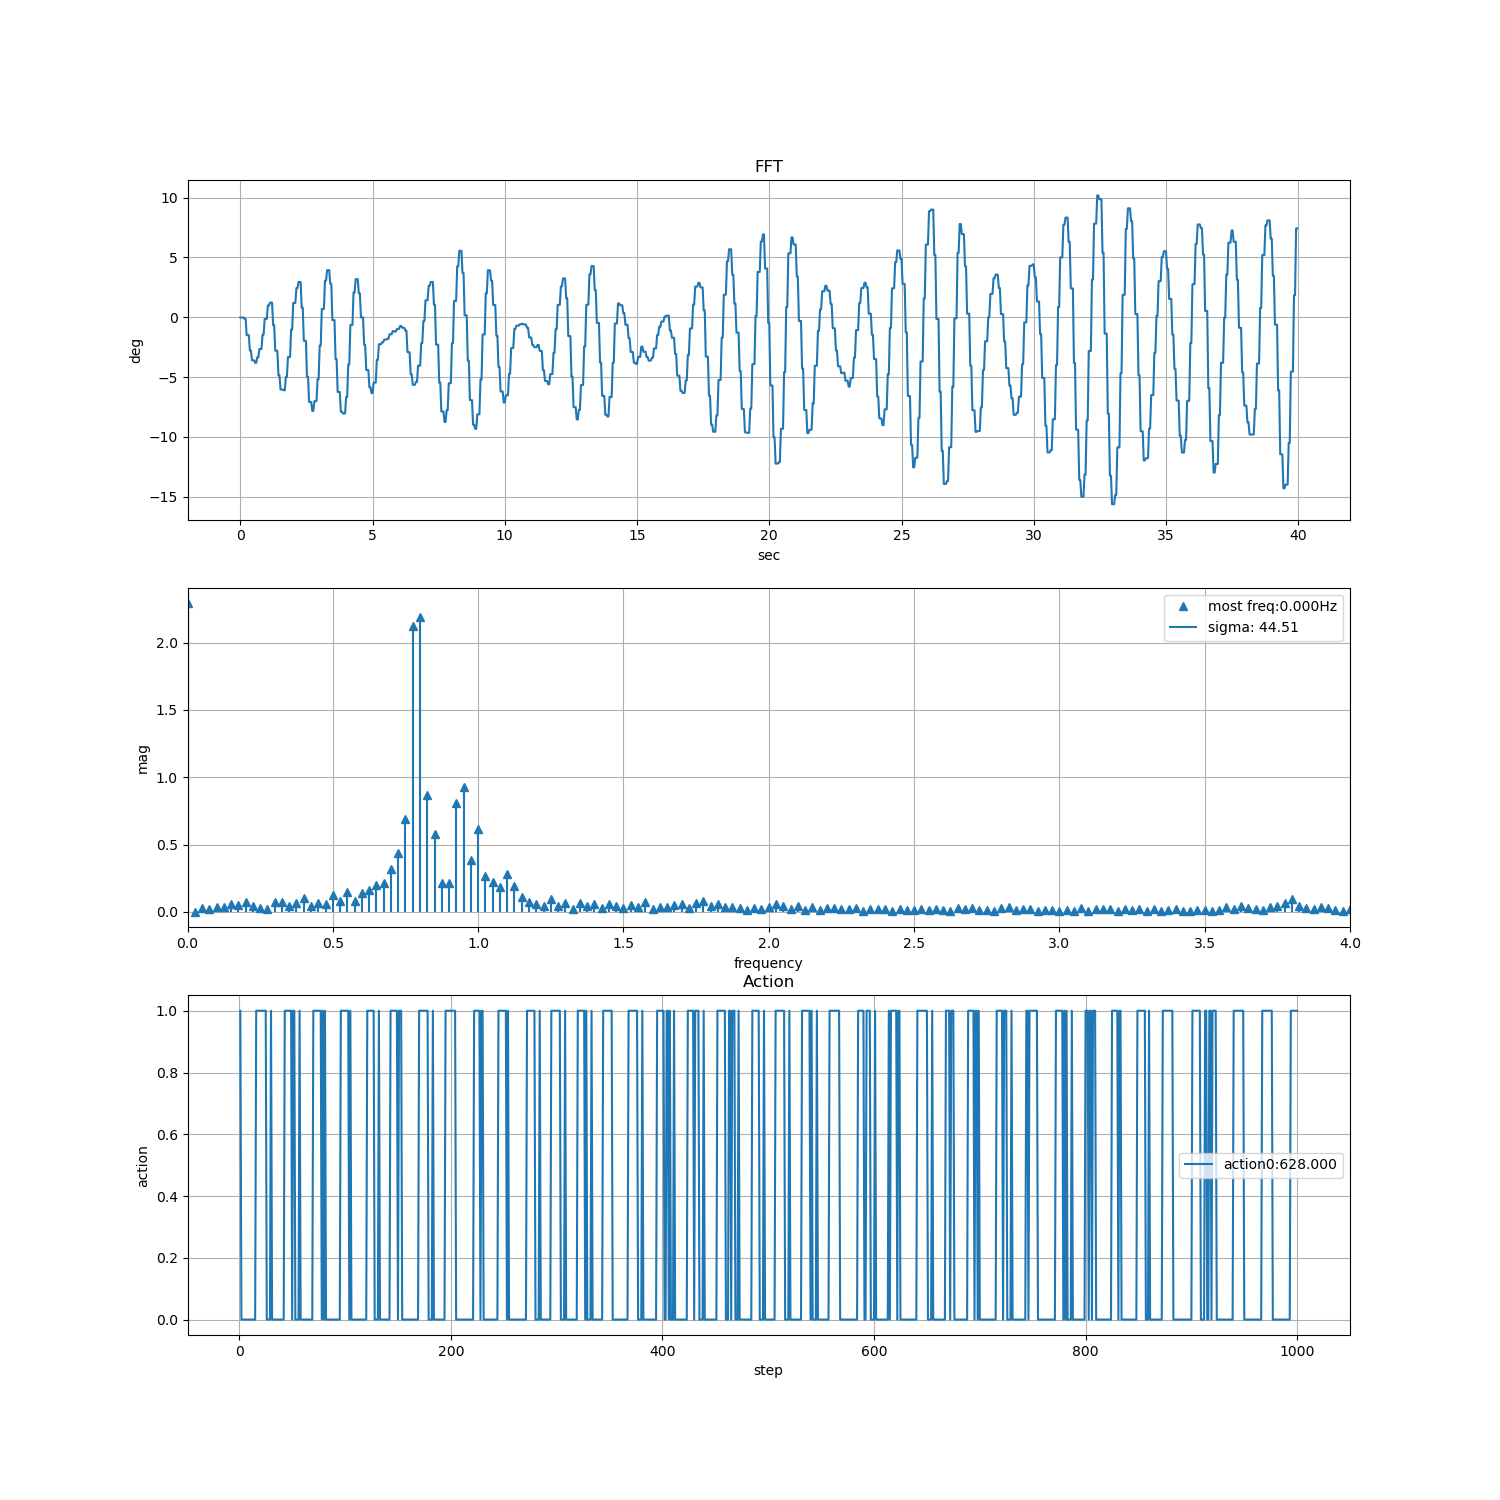 FFT
10
5
0
−5
−10
−15
deg
0 5 10 15 20 25 30 35 40
sec
most freq:0.000Hz
sigma: 44.51
2.0
1.5
1.0
0.5
0.0
mag
0.0 0.5 1.0 1.5 2.0 2.5 3.0 3.5 4.0
frequency
Action
1.0
0.8
0.6
0.4
0.2
0.0
action
action0:628.000
0 200 400 600 800 1000
step